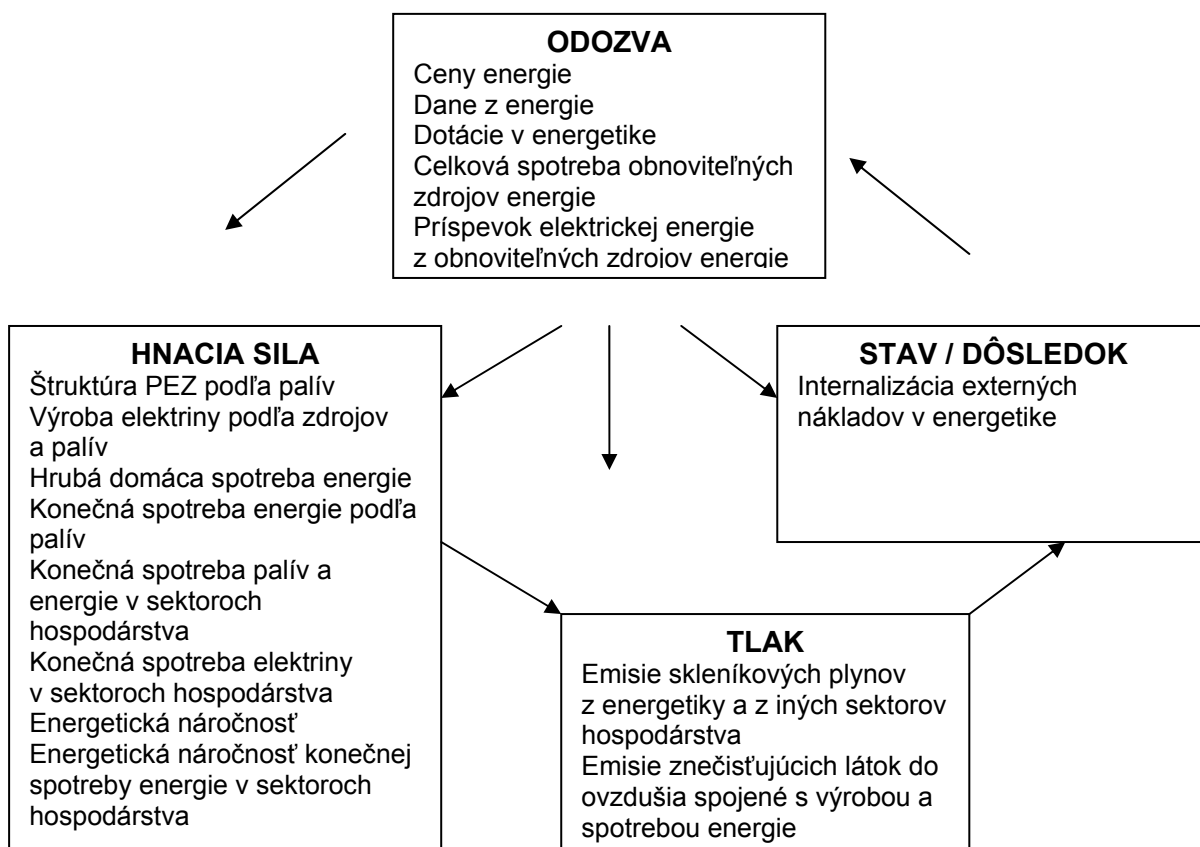 ODOZVA
Ceny energie
Dane z energie
Dotácie v energetike
Celková spotreba obnoviteľných
zdrojov energie
Príspevok elektrickej energie
z obnoviteľných zdrojov energie
HNACIA SILA
Štruktúra PEZ podľa palív
Výroba elektriny podľa zdrojov
a palív
Hrubá domáca spotreba energie
Konečná spotreba energie podľa
palív
Konečná spotreba palív a
energie v sektoroch
hospodárstva
Konečná spotreba elektriny
v sektoroch hospodárstva
Energetická náročnosť
Energetická náročnosť konečnej
spotreby energie v sektoroch
hospodárstva
STAV / DÔSLEDOK
Internalizácia externých
nákladov v energetike
TLAK
Emisie skleníkových plynov
z energetiky a z iných sektorov
hospodárstva
Emisie znečisťujúcich látok do
ovzdušia spojené s výrobou a
spotrebou energie